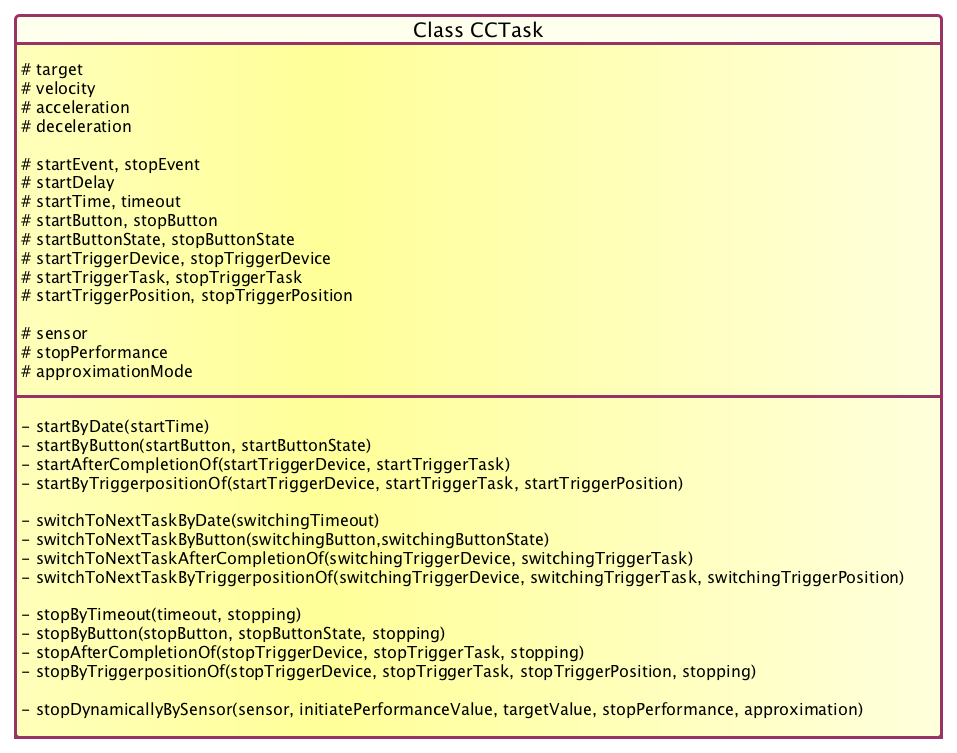 Class CCTask
# target
# velocity
# acceleration
# deceleration
# startEvent, stopEvent
# startDelay
# startTime, timeout
# startButton, stopButton
# startButtonState, stopButtonState
# startTriggerDevice, stopTriggerDevice
# startTriggerTask, stopTriggerTask
# startTriggerPosition, stopTriggerPosition
# sensor
# stopPerformance
# approximationMode
- startByDate(startTime)
- startByButton(startButton, startButtonState)
- startAfterCompletionOf(startTriggerDevice, startTriggerTask)
- startByTriggerpositionOf(startTriggerDevice, startTriggerTask, startTriggerPosition)
- switchToNextTaskByDate(switchingTimeout)
- switchToNextTaskByButton(switchingButton,switchingButtonState)
- switchToNextTaskAfterCompletionOf(switchingTriggerDevice, switchingTriggerTask)
- switchToNextTaskByTriggerpositionOf(switchingTriggerDevice, switchingTriggerTask, switchingTriggerPosition)
- stopByTimeout(timeout, stopping)
- stopByButton(stopButton, stopButtonState, stopping)
- stopAfterCompletionOf(stopTriggerDevice, stopTriggerTask, stopping)
- stopByTriggerpositionOf(stopTriggerDevice, stopTriggerTask, stopTriggerPosition, stopping)
- stopDynamicallyBySensor(sensor, initiatePerformanceValue, targetValue, stopPerformance, approximation)